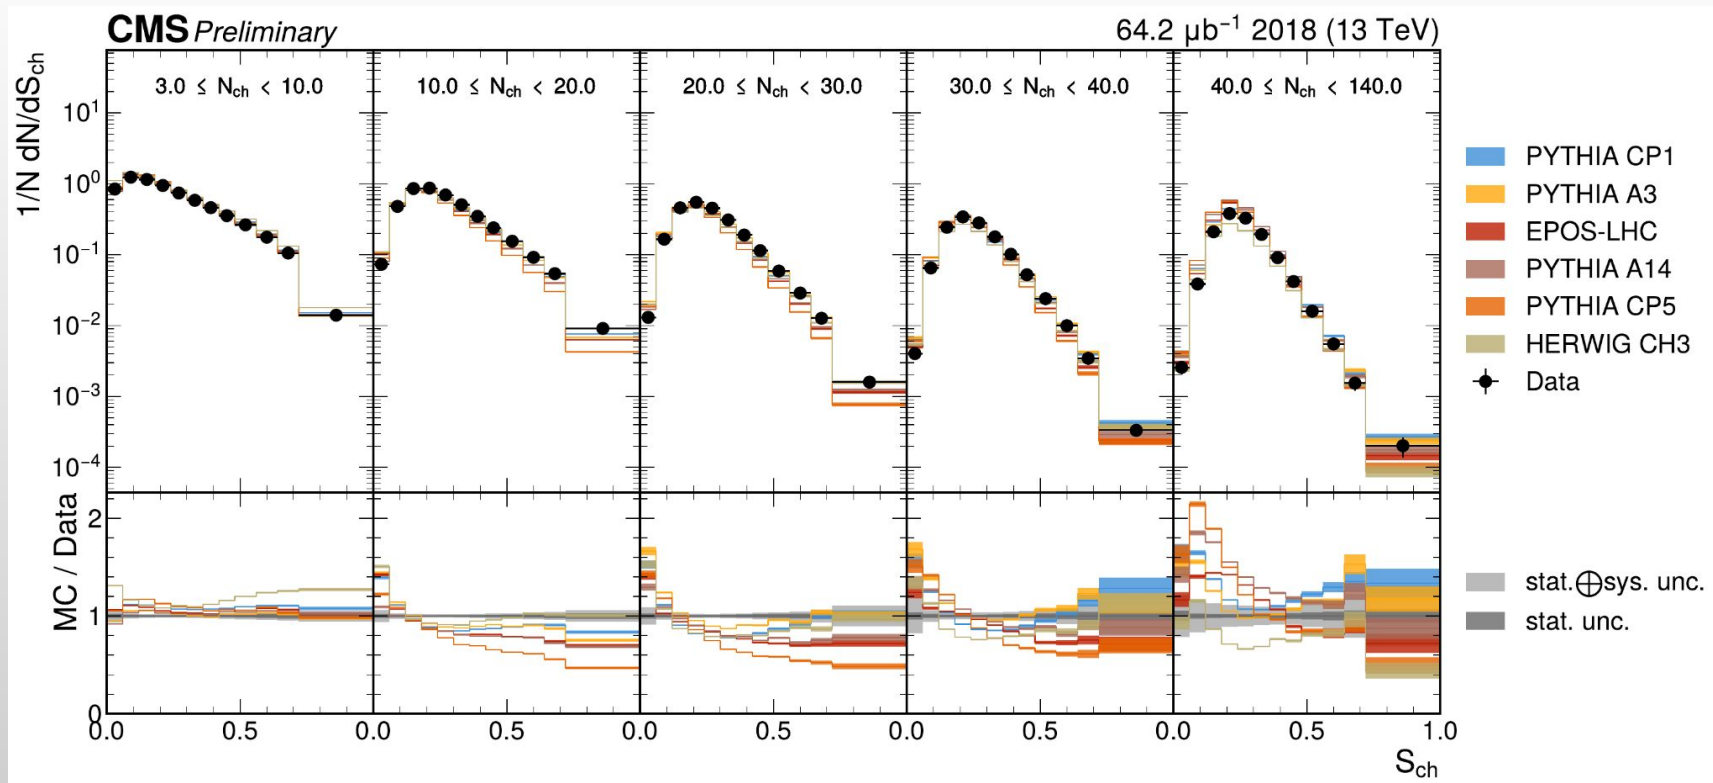 CMS Preliminary
64.2 μb⁻¹ 2018 (13 TeV)
1/N dN/dS_ch
3.0 ≤ N_ch < 10.0
10.0 ≤ N_ch < 20.0
20.0 ≤ N_ch < 30.0
30.0 ≤ N_ch < 40.0
40.0 ≤ N_ch < 140.0
10¹
10⁰
10⁻¹
10⁻²
10⁻³
10⁻⁴
PYTHIA CP1
PYTHIA A3
EPOS-LHC
PYTHIA A14
PYTHIA CP5
HERWIG CH3
Data
MC / Data
2
1
0
stat.⊕sys. unc.
stat. unc.
0.0 0.5 0.0 0.5 0.0 0.5 0.0 0.5 0.0 0.5 1.0
S_ch